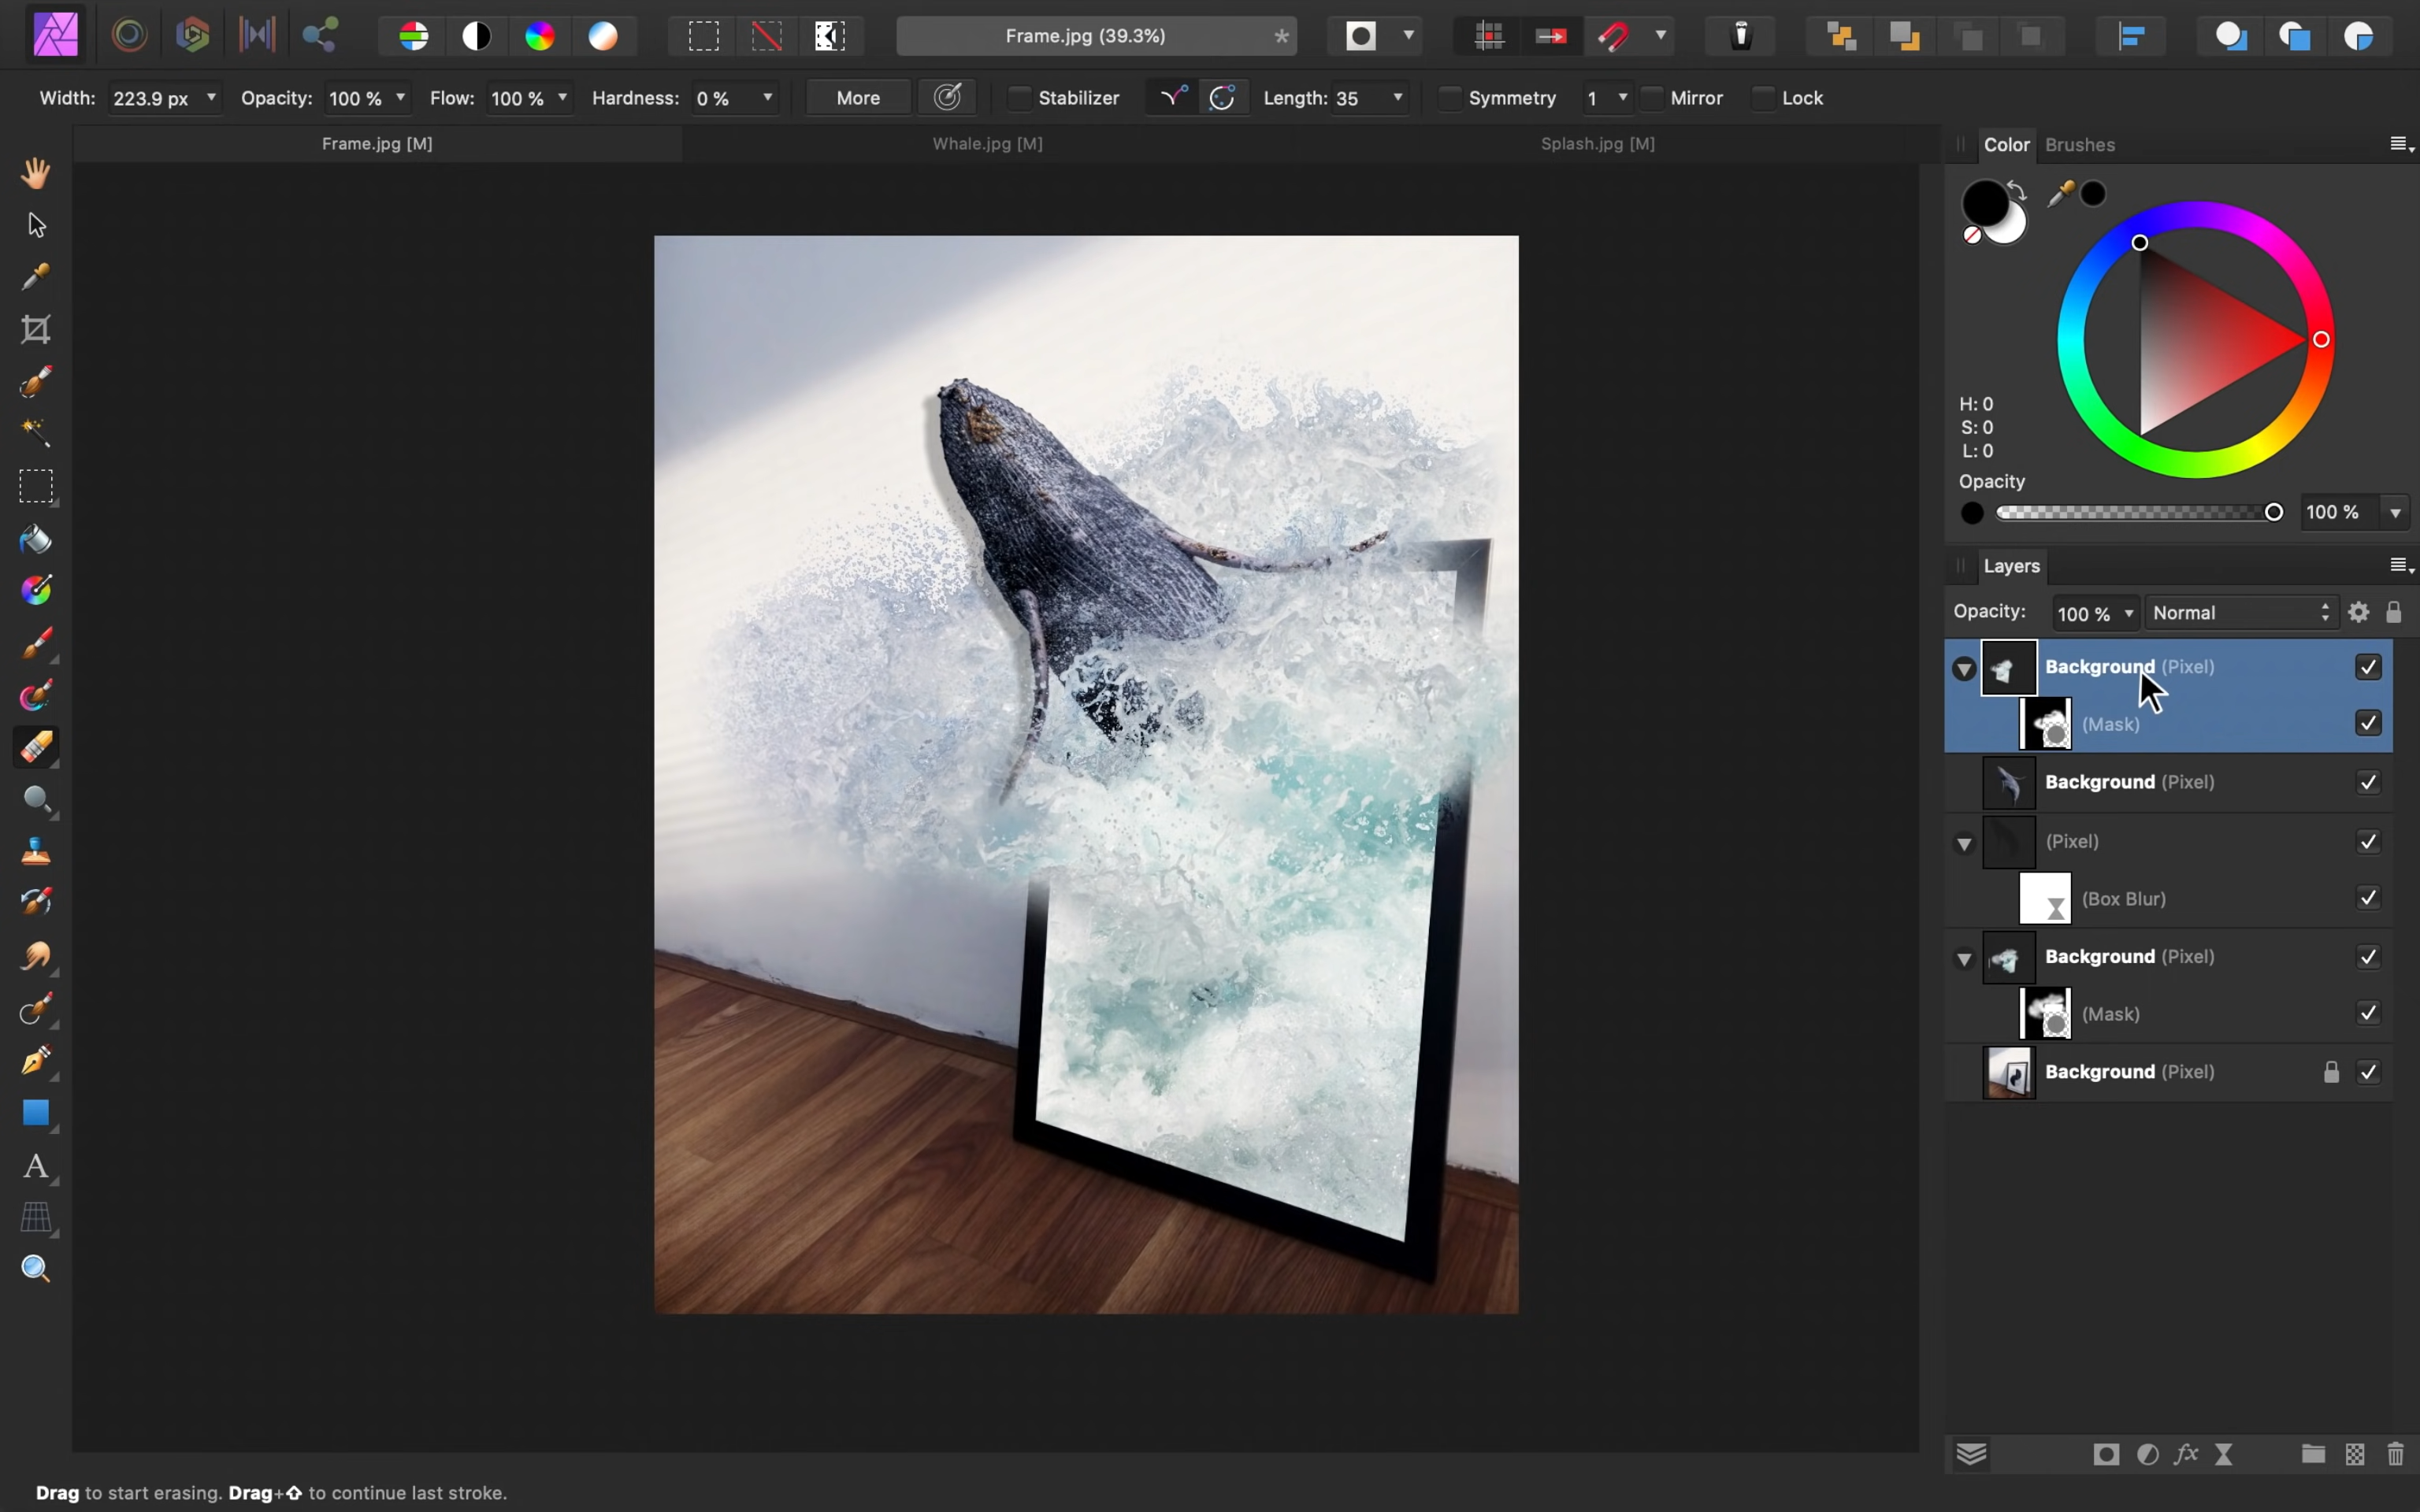 Frame.jpg (39.3%) *
Width: 223.9 px Opacity: 100 % Flow: 100 % Hardness: 0 % More Stabilizer Length: 35 Symmetry 1 Mirror Lock
Frame.jpg [M] Whale.jpg [M] Splash.jpg [M]
Color Brushes
H: 0
S: 0
L: 0
Opacity
100 %
Layers
Opacity: 100 % Normal
Background (Pixel)
(Mask)
Background (Pixel)
(Pixel)
(Box Blur)
Background (Pixel)
(Mask)
Background (Pixel)
A
fx
Drag to start erasing. Drag+⇧ to continue last stroke.